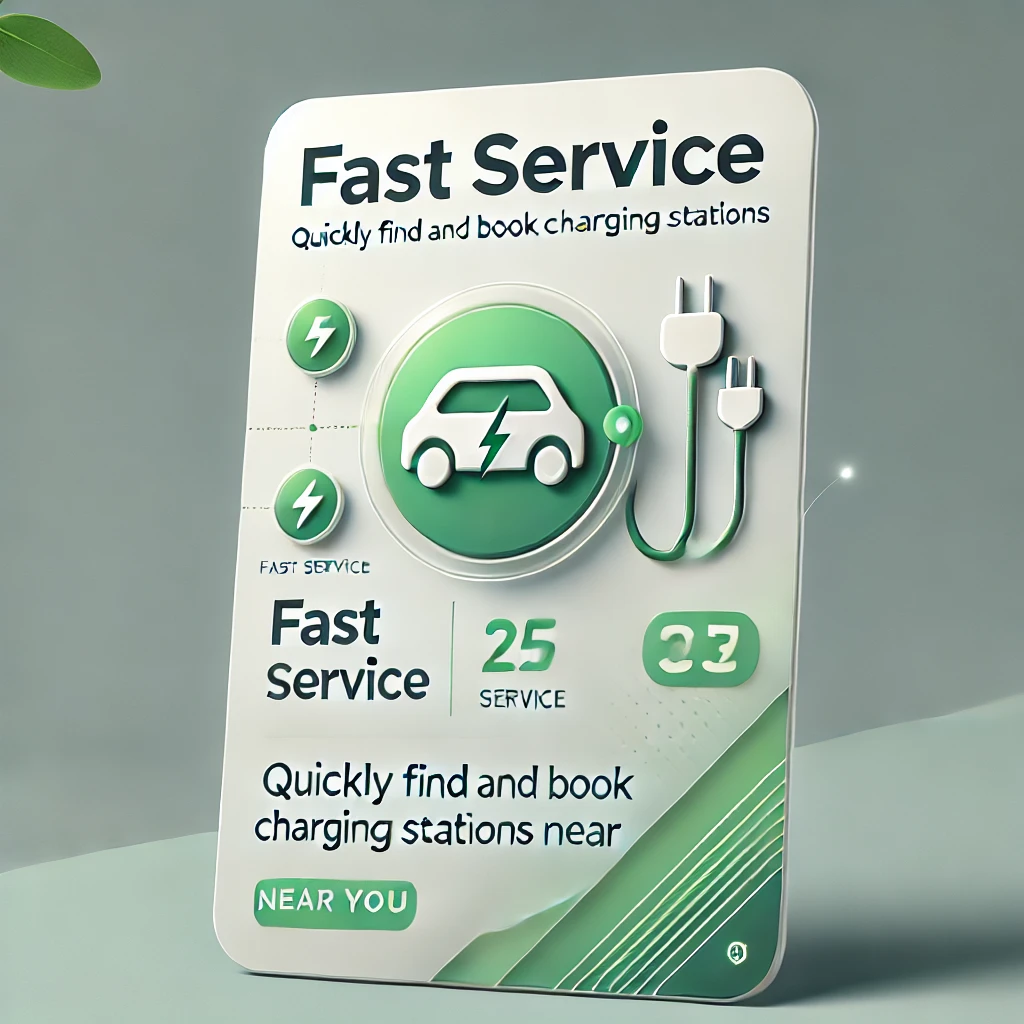 Fast Service
Quickly find and book charging stations
FAST SERVICE
Fast
Service
25
SERVICE
Quickly find and book
charging stations near
NEAR YOU